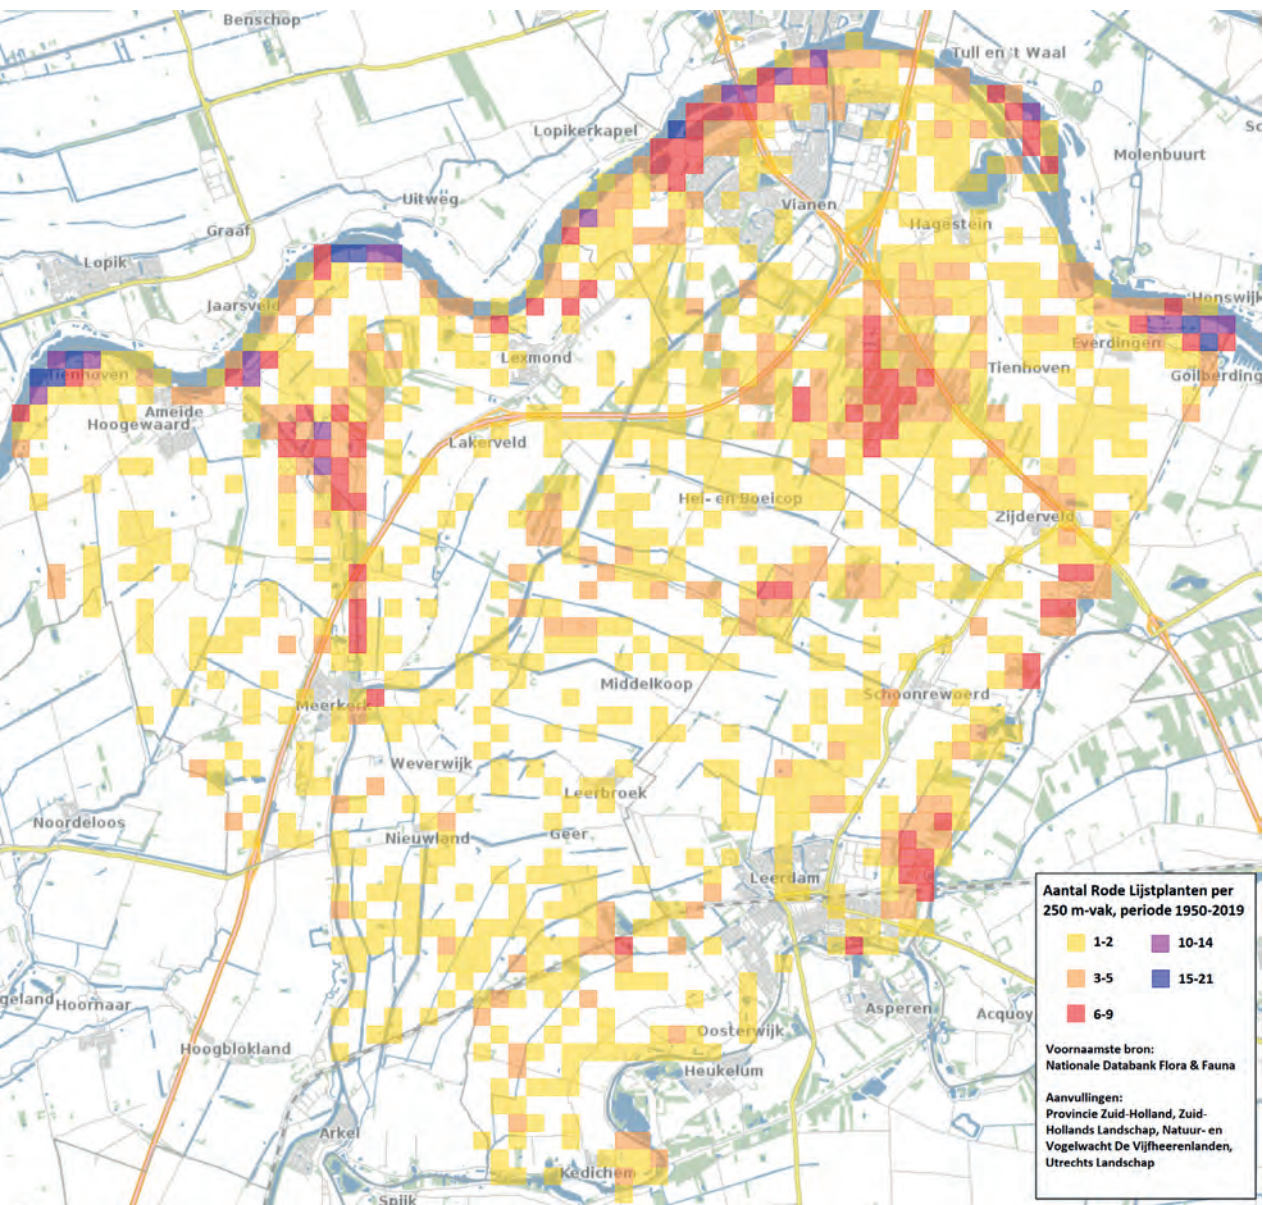 Benschop
Tull en 't Waal
Lopikerkapel
Molenbuurt
Uitweg
Vianen
Graaf
Hagestein
Lopik
Jaarsveld
Honswijk
Everdingen
Lexmond
Tienhoven
Tienhoven
Goilberding
Ameide
Hoogewaard
Lakerveld
Hei- en Boeicop
Zijderveld
Middelkoop
Schoonrewoerd
Meerkerk
Weverwijk
Leerbroek
Noordeloos
Nieuwland
Geer
Leerdam
geland
Hoornaar
Asperen
Acquoy
Oosterwijk
Hoogblokland
Heukelum
Arkel
Kedichem
Spijk
Aantal Rode Lijstplanten per
250 m-vak, periode 1950-2019
1-2
10-14
3-5
15-21
6-9
Voornaamste bron:
Nationale Databank Flora & Fauna
Aanvullingen:
Provincie Zuid-Holland, Zuid-
Hollands Landschap, Natuur- en
Vogelwacht De Vijfheerenlanden,
Utrechts Landschap